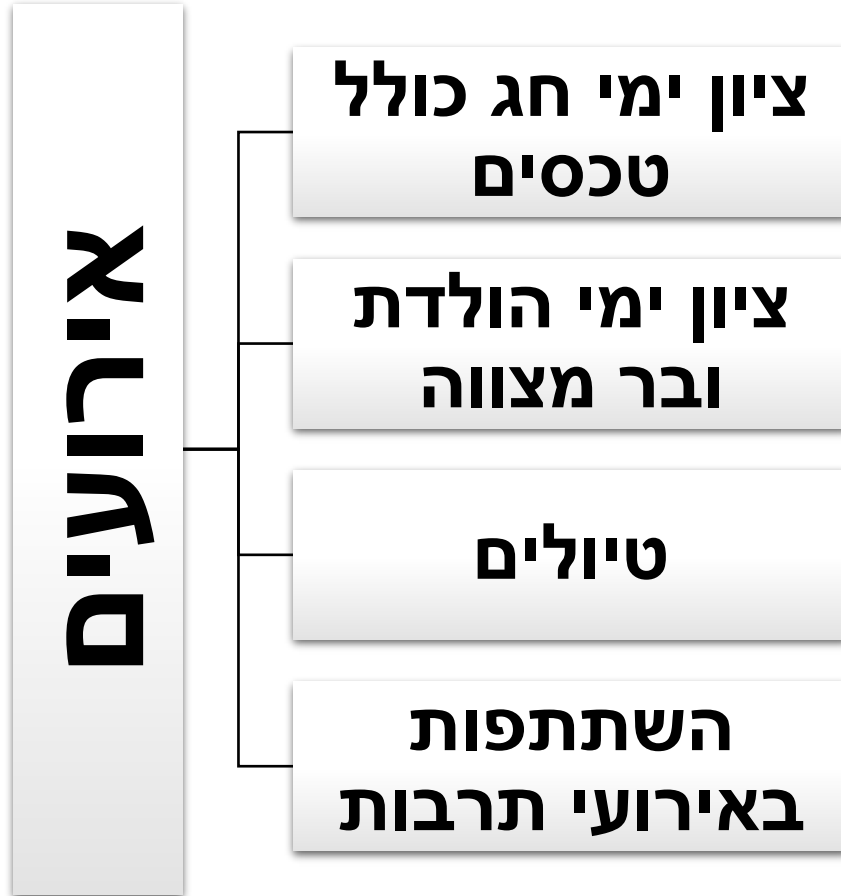 אירועים
ציון ימי חג כולל
טכסים
ציון ימי הולדת
ובר מצווה
טיולים
השתתפות
באירועי תרבות